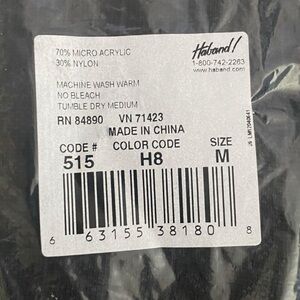 70% MICRO ACRYLIC
30% NYLON
Haband!
1-800-742-2263
www.haband.com
MACHINE WASH WARM
NO BLEACH
TUMBLE DRY MEDIUM
RN 84890 VN 71423
MADE IN CHINA
CODE # COLOR CODE SIZE
515 H8 M
6 63155 38180 8